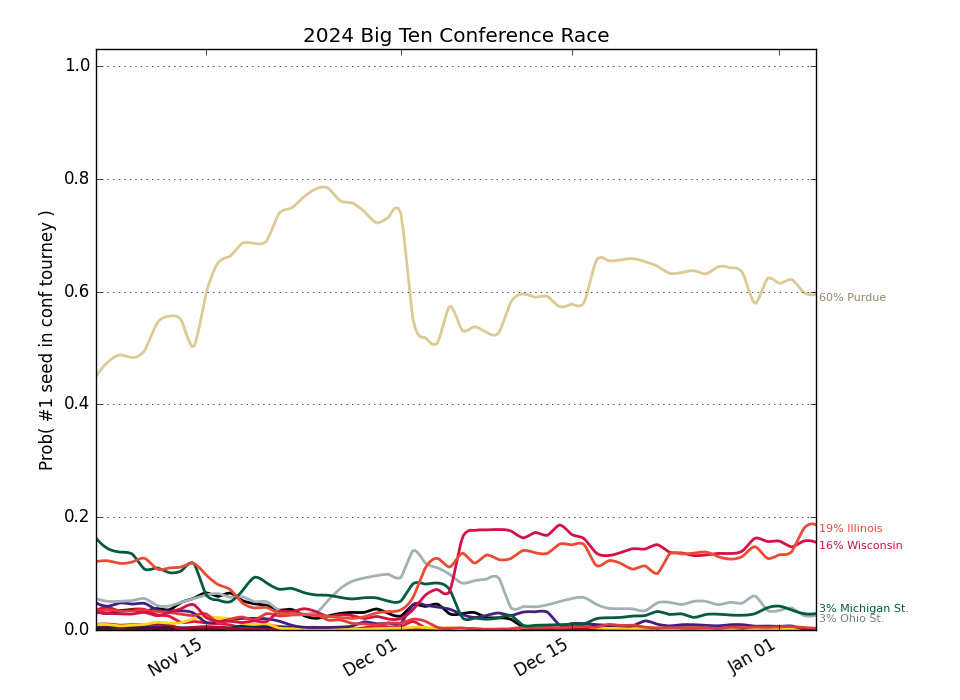 2024 Big Ten Conference Race
Prob( #1 seed in conf tourney )
1.0
0.8
0.6
0.4
0.2
0.0
60% Purdue
19% Illinois
16% Wisconsin
3% Michigan St.
3% Ohio St.
Nov 15
Dec 01
Dec 15
Jan 01